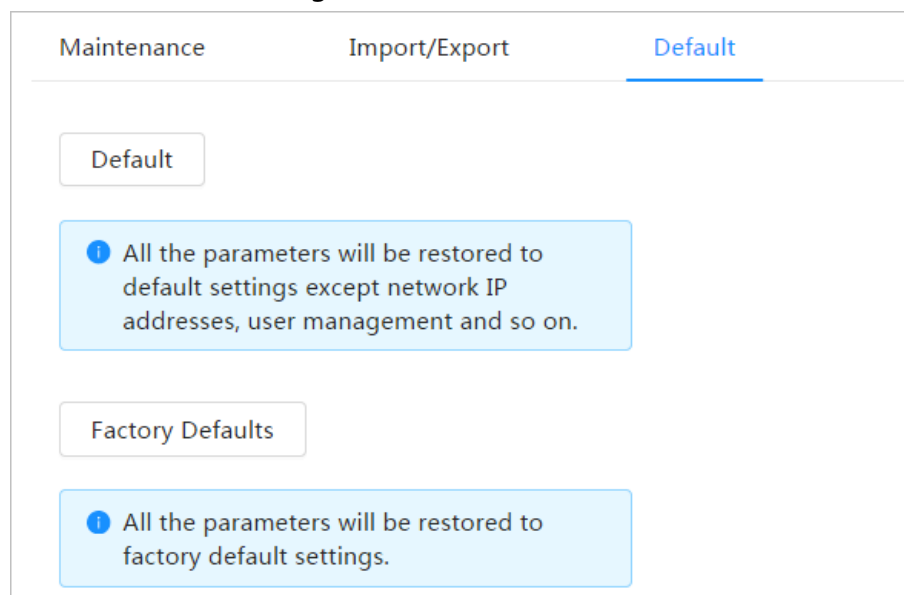 Maintenance Import/Export Default
Default
All the parameters will be restored to
default settings except network IP
addresses, user management and so on.
Factory Defaults
All the parameters will be restored to
factory default settings.